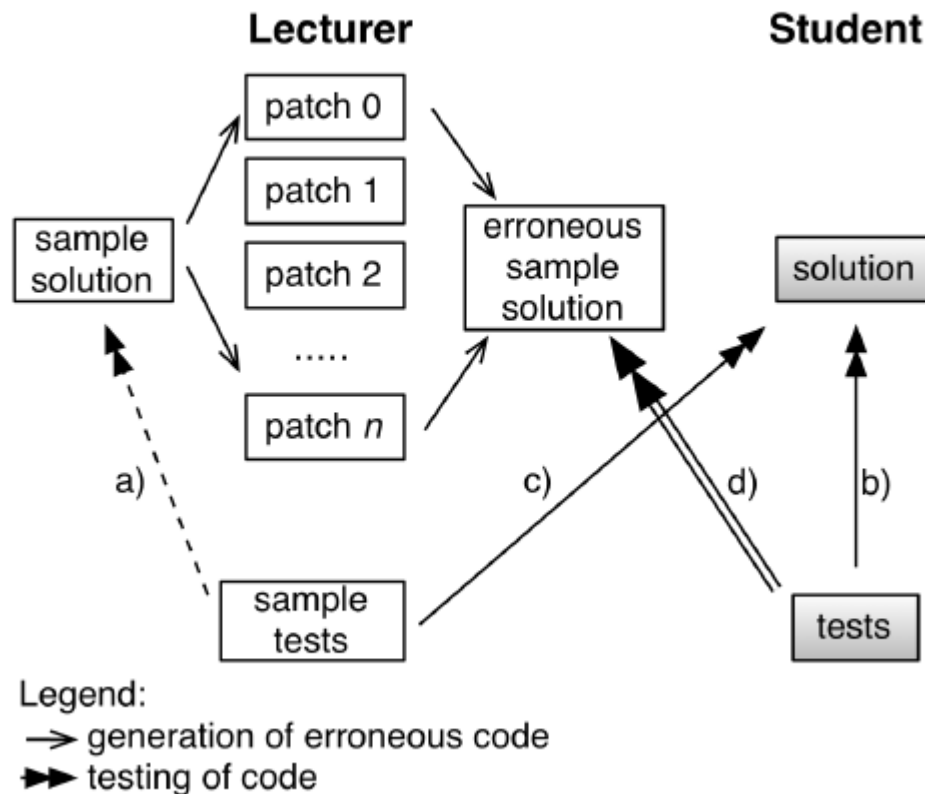 Lecturer
Student
patch 0
patch 1
patch 2
.....
patch n
sample
solution
erroneous
sample
solution
solution
a)
c)
d)
b)
sample
tests
tests
Legend:
generation of erroneous code
testing of code